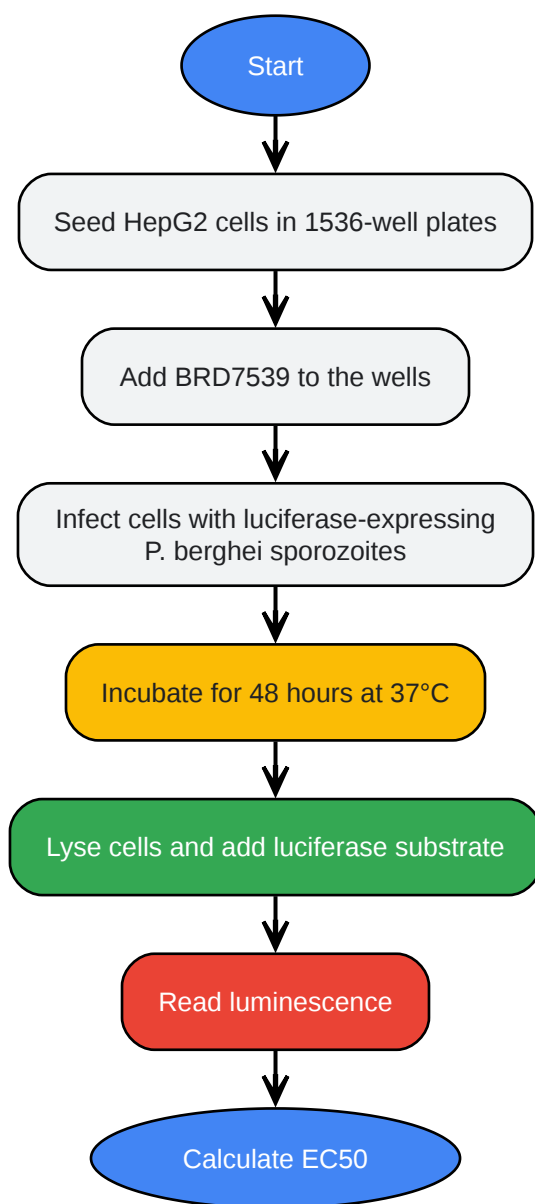 Start
Seed HepG2 cells in 1536-well plates
Add BRD7539 to the wells
Infect cells with luciferase-expressing
P. berghei sporozoites
Incubate for 48 hours at 37°C
Lyse cells and add luciferase substrate
Read luminescence
Calculate EC50